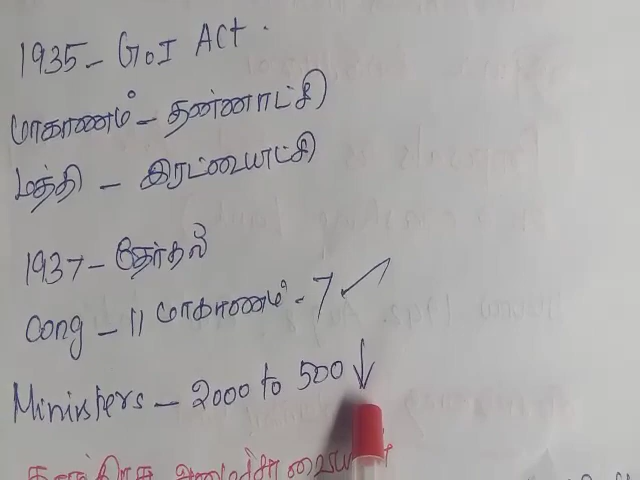 1935 - GoI Act.
மாகாணம் - தன்னாட்சி
மத்தி - இரட்டையாட்சி
1937 - தேர்தல்
Cong - 11 மாகாணம் - 7 ✓
Ministers - 2000 to 500 ↓